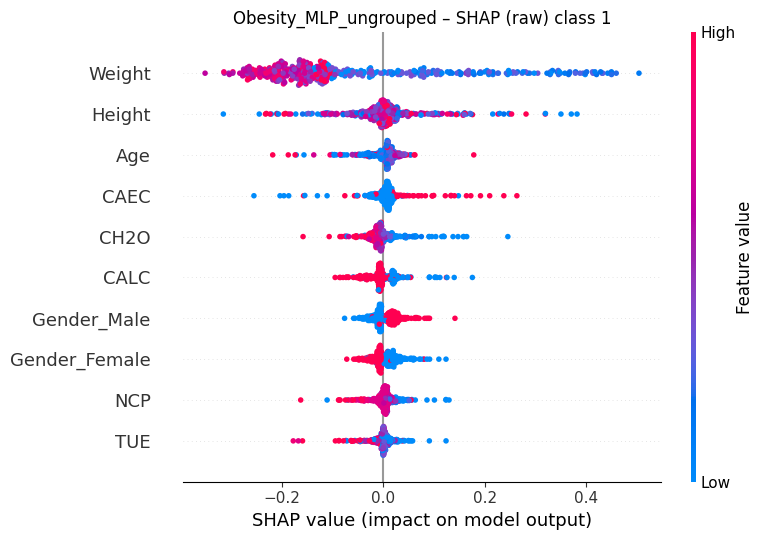 Obesity_MLP_ungrouped – SHAP (raw) class 1
High
Weight
Height
Age
CAEC
CH2O
CALC
Gender_Male
Gender_Female
NCP
TUE
Feature value
Low
−0.2 0.0 0.2 0.4
SHAP value (impact on model output)